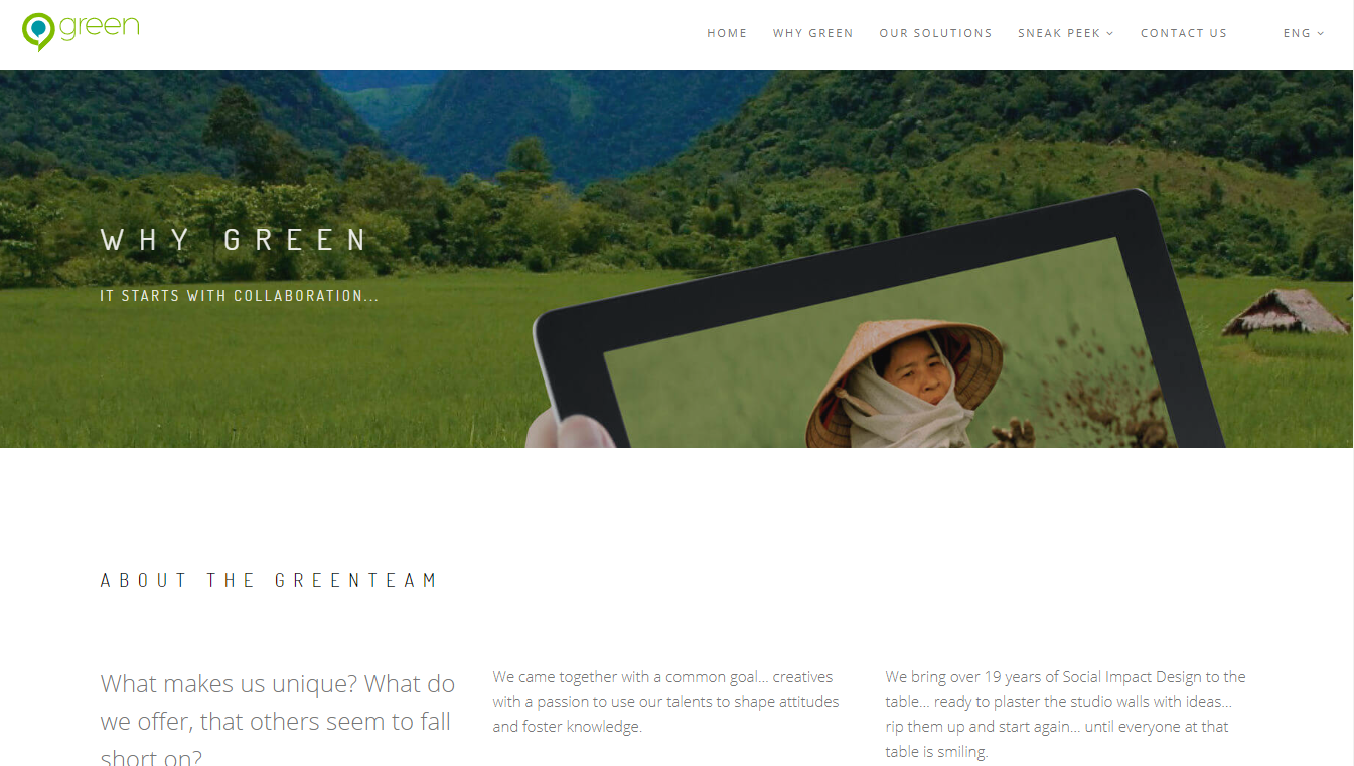 green
HOME WHY GREEN OUR SOLUTIONS SNEAK PEEK CONTACT US ENG
WHY GREEN
IT STARTS WITH COLLABORATION...
ABOUT THE GREENTEAM
What makes us unique? What do
we offer, that others seem to fall
short on?
We came together with a common goal... creatives
with a passion to use our talents to shape attitudes
and foster knowledge.
We bring over 19 years of Social Impact Design to the
table... ready to plaster the studio walls with ideas...
rip them up and start again... until everyone at that
table is smiling.